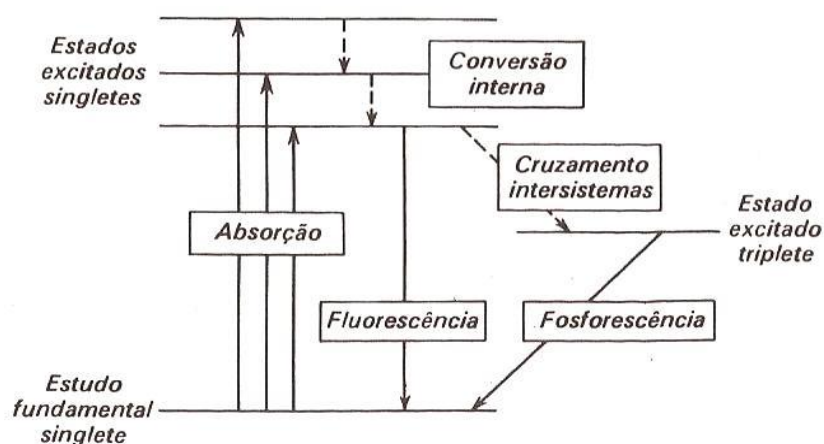 Estados
excitados
singletes
Conversão
interna
Cruzamento
intersistemas
Absorção
Estado
excitado
triplete
Fluorescência
Fosforescência
Estudo
fundamental
singlete